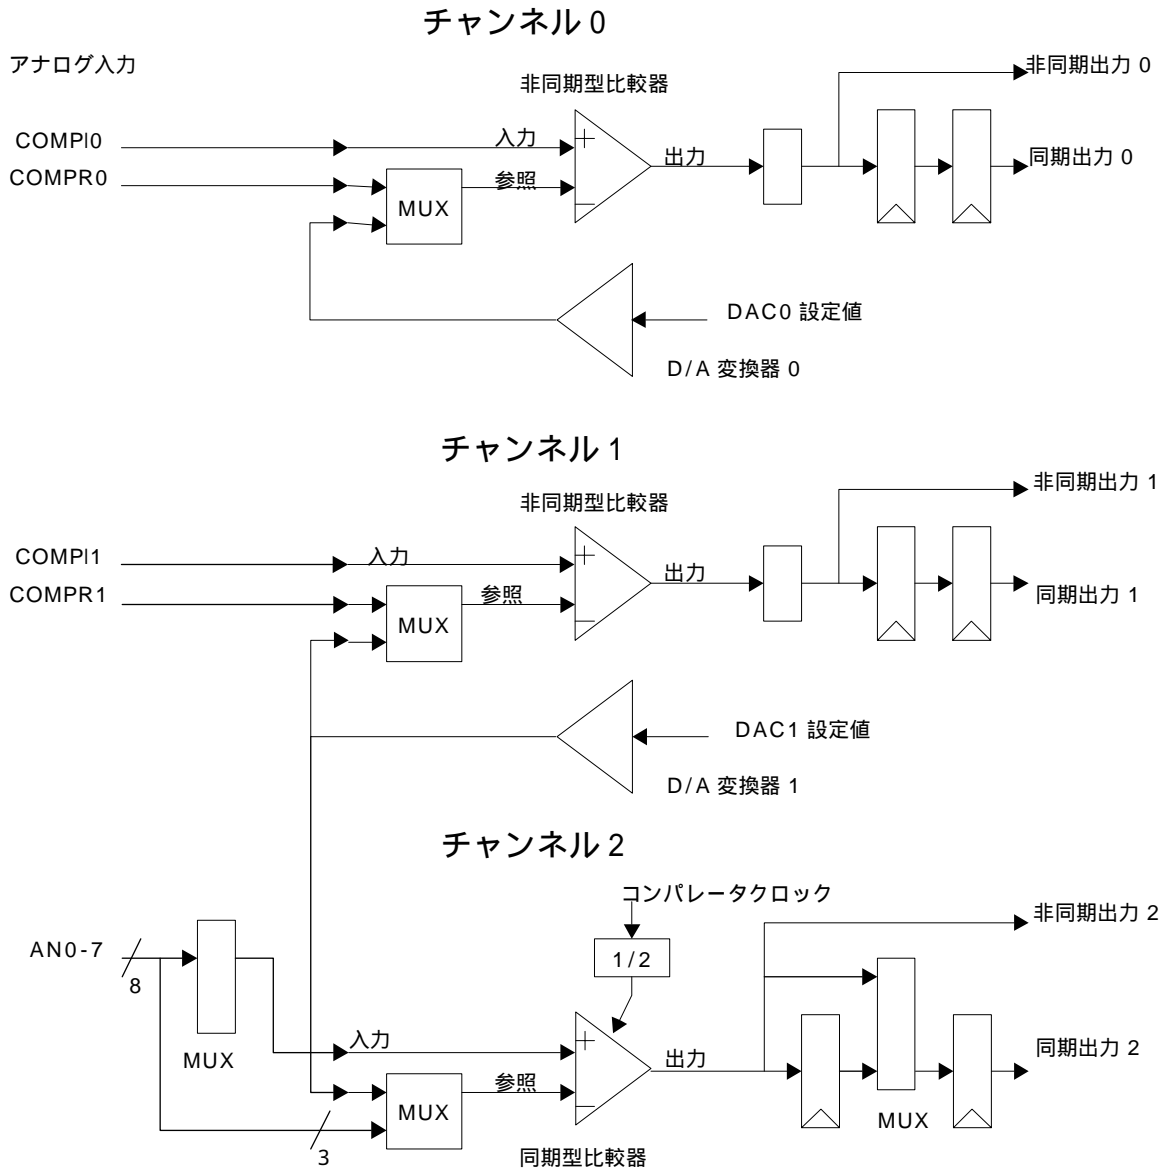 チャンネル 0
アナログ入力
非同期型比較器
非同期出力 0
COMPI0
入力
出力
同期出力 0
COMPR0
MUX
参照
DAC0 設定値
D/A 変換器 0
チャンネル 1
非同期型比較器
非同期出力 1
COMPI1
入力
出力
同期出力 1
COMPR1
MUX
参照
DAC1 設定値
D/A 変換器 1
チャンネル 2
コンパレータクロック
非同期出力 2
AN0-7
8
1/2
MUX
入力
出力
同期出力 2
参照
MUX
MUX
3
同期型比較器